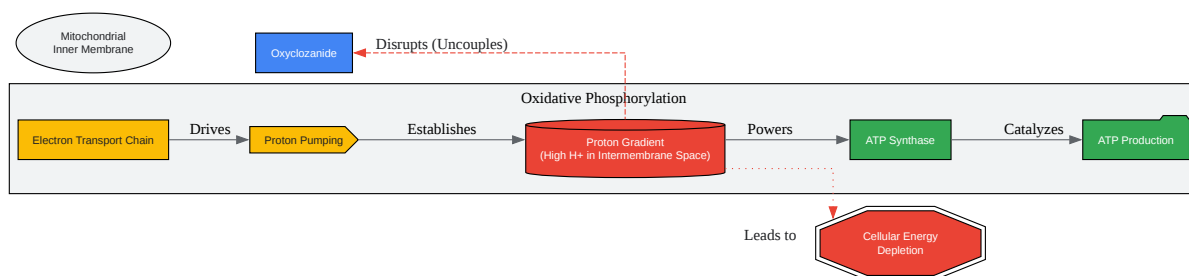 Mitochondrial
Inner Membrane
Oxyclozanide
Disrupts (Uncouples)
Oxidative Phosphorylation
Electron Transport Chain
Drives
Proton Pumping
Establishes
Proton Gradient
(High H+ in Intermembrane Space)
Powers
ATP Synthase
Catalyzes
ATP Production
Leads to
Cellular Energy
Depletion